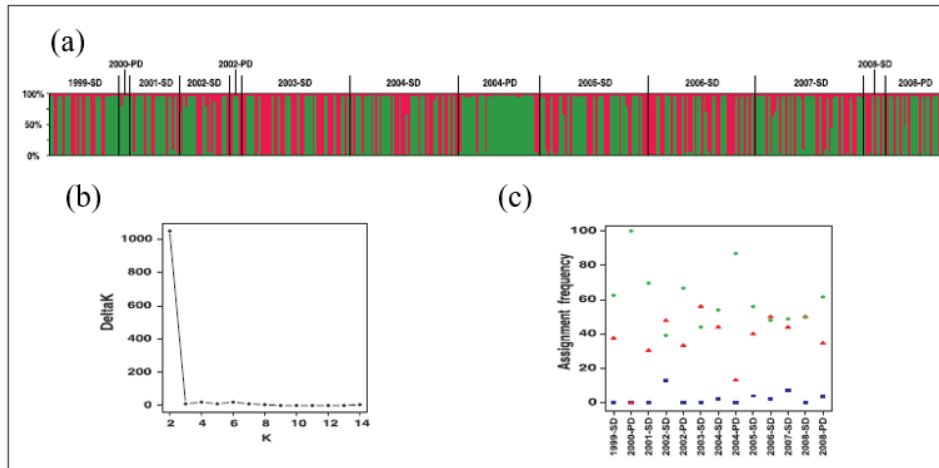 (a)
2000-PD 2002-PD 2008-SD
1999-SD 2001-SD 2002-SD 2003-SD 2004-SD 2004-PD 2005-SD 2006-SD 2007-SD 2008-PD
100%
50%
0%
(b)
1000
800
600
400
200
0
DeltaK
2 4 6 8 10 12 14
K
(c)
100
80
60
40
20
0
Assignment frequency
1999-SD
2000-PD
2001-SD
2002-SD
2002-PD
2003-SD
2004-SD
2004-PD
2005-SD
2006-SD
2007-SD
2008-SD
2008-PD